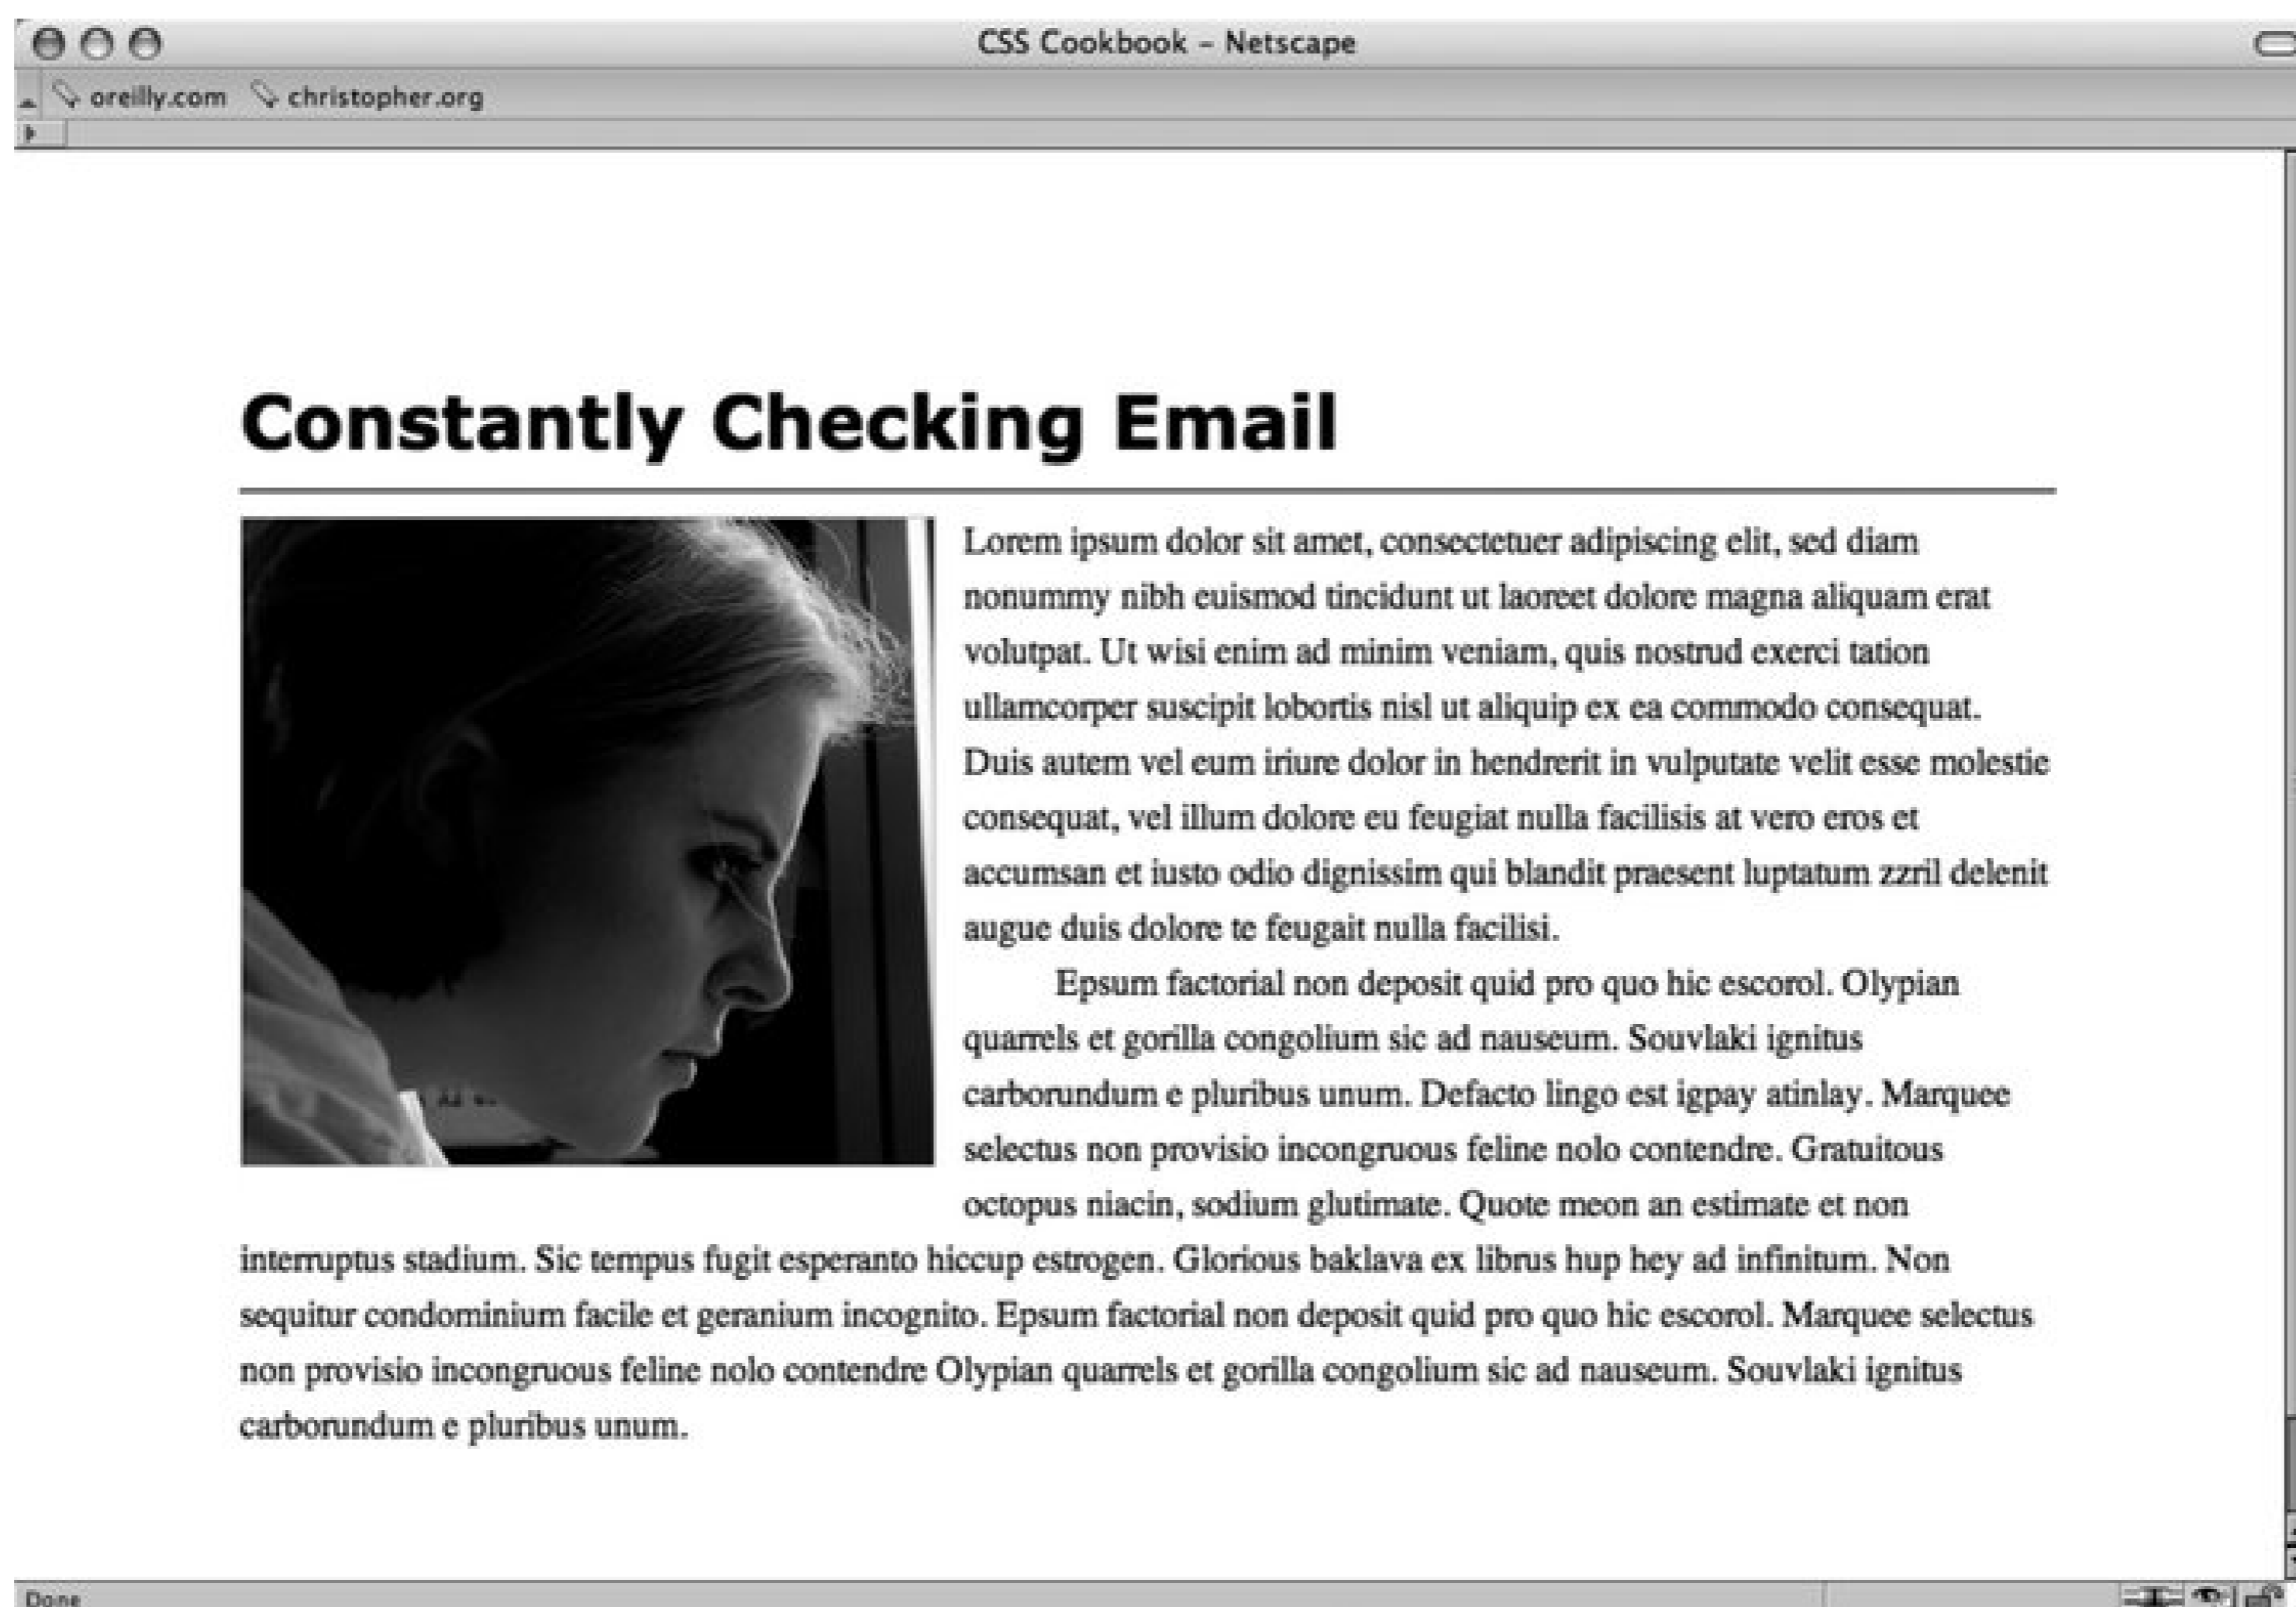 CSS Cookbook – Netscape
oreilly.com christopher.org
Constantly Checking Email
Lorem ipsum dolor sit amet, consectetuer adipiscing elit, sed diam
nonummy nibh euismod tincidunt ut laoreet dolore magna aliquam erat
volutpat. Ut wisi enim ad minim veniam, quis nostrud exerci tation
ullamcorper suscipit lobortis nisl ut aliquip ex ea commodo consequat.
Duis autem vel eum iriure dolor in hendrerit in vulputate velit esse molestie
consequat, vel illum dolore eu feugiat nulla facilisis at vero eros et
accumsan et iusto odio dignissim qui blandit praesent luptatum zzril delenit
augue duis dolore te feugait nulla facilisi.
Epsum factorial non deposit quid pro quo hic escorol. Olypian
quarrels et gorilla congolium sic ad nauseum. Souvlaki ignitus
carborundum e pluribus unum. Defacto lingo est igpay atinlay. Marquee
selectus non provisio incongruous feline nolo contendre. Gratuitous
octopus niacin, sodium glutimate. Quote meon an estimate et non
interruptus stadium. Sic tempus fugit esperanto hiccup estrogen. Glorious baklava ex librus hup hey ad infinitum. Non
sequitur condominium facile et geranium incognito. Epsum factorial non deposit quid pro quo hic escorol. Marquee selectus
non provisio incongruous feline nolo contendre Olypian quarrels et gorilla congolium sic ad nauseum. Souvlaki ignitus
carborundum e pluribus unum.
Done